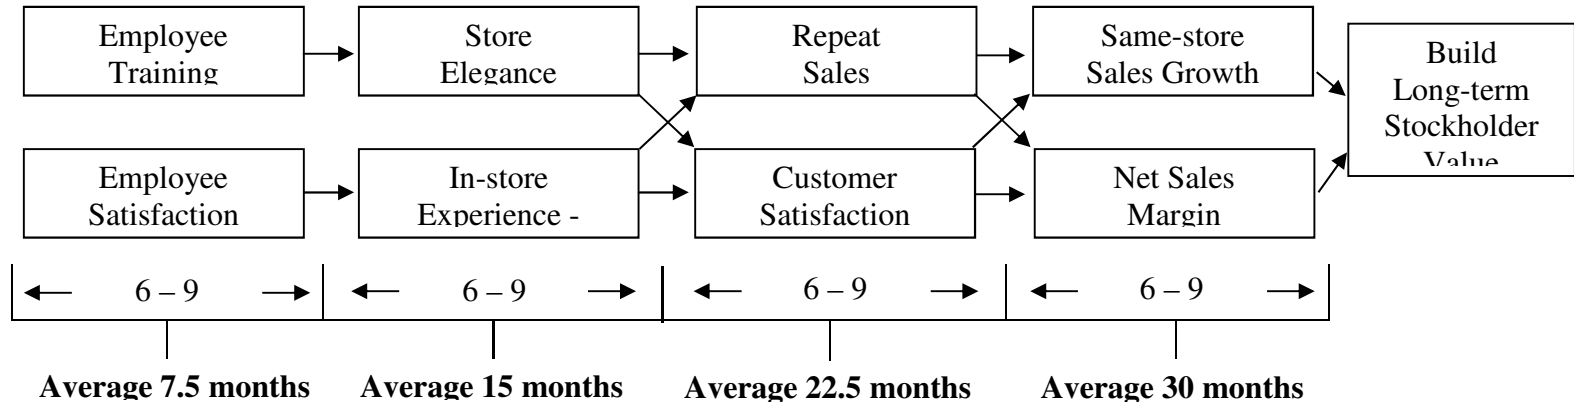 Employee
Training
Store
Elegance
Repeat
Sales
Same-store
Sales Growth
Build
Long-term
Stockholder
Value
Employee
Satisfaction
In-store
Experience -
Customer
Satisfaction
Net Sales
Margin
6 – 9
6 – 9
6 – 9
6 – 9
Average 7.5 months
Average 15 months
Average 22.5 months
Average 30 months